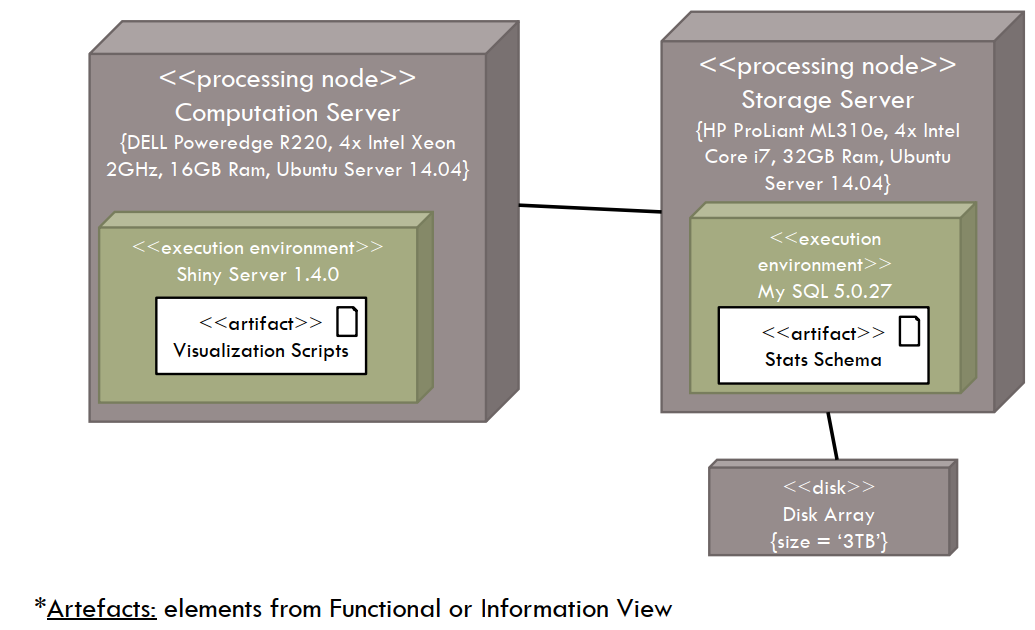 <<processing node>>
Computation Server
{DELL Poweredge R220, 4x Intel Xeon
2GHz, 16GB Ram, Ubuntu Server 14.04}
<<execution environment>>
Shiny Server 1.4.0
<<artifact>>
Visualization Scripts
<<processing node>>
Storage Server
{HP ProLiant ML310e, 4x Intel
Core i7, 32GB Ram, Ubuntu
Server 14.04}
<<execution
environment>>
My SQL 5.0.27
<<artifact>>
Stats Schema
<<disk>>
Disk Array
{size = ‘3TB’}
*Artefacts: elements from Functional or Information View